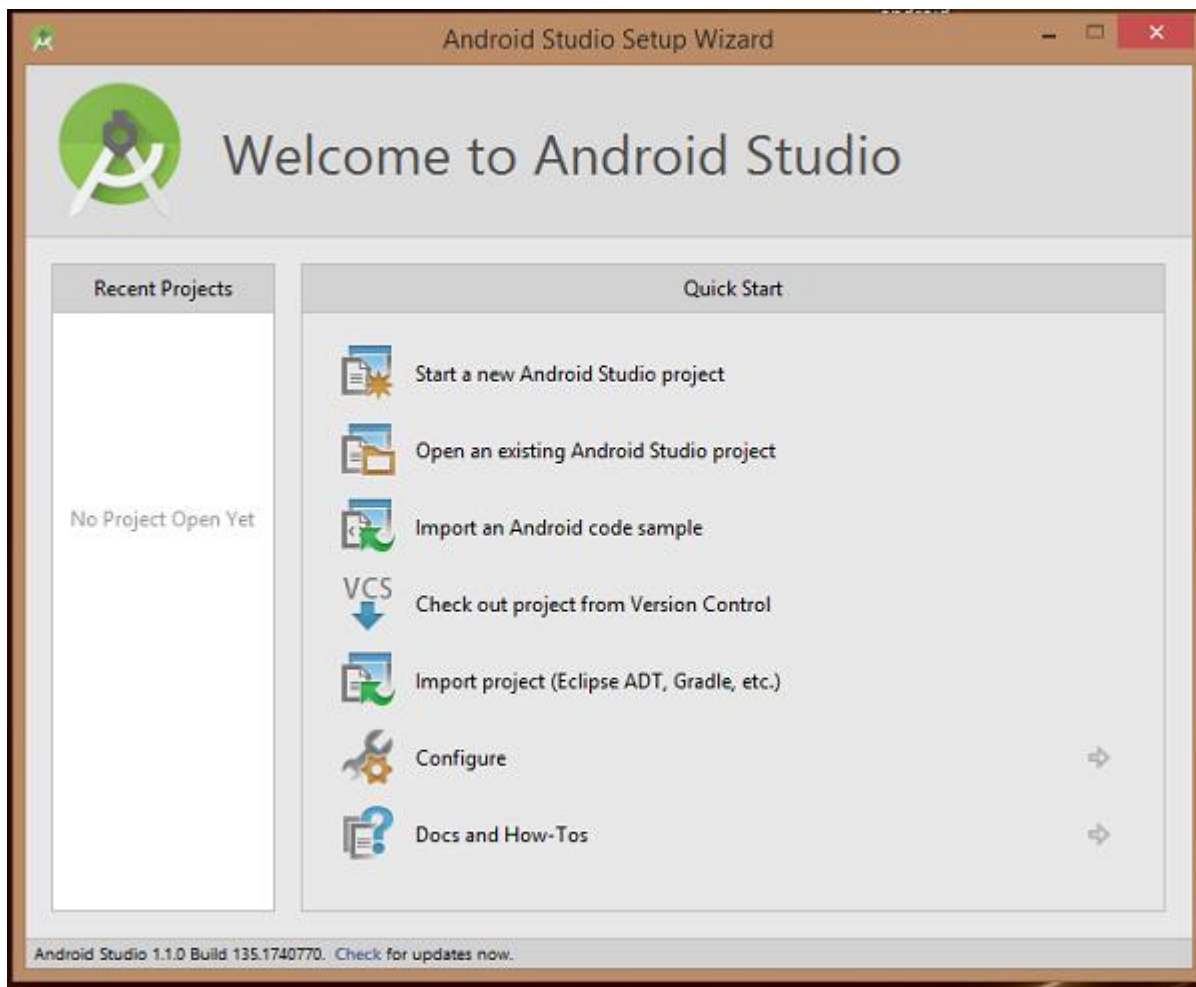 Android Studio Setup Wizard
Welcome to Android Studio
Recent Projects
No Project Open Yet
Quick Start
Start a new Android Studio project
Open an existing Android Studio project
Import an Android code sample
VCS
Check out project from Version Control
Import project (Eclipse ADT, Gradle, etc.)
Configure
Docs and How-Tos
Android Studio 1.1.0 Build 135.1740770. Check for updates now.